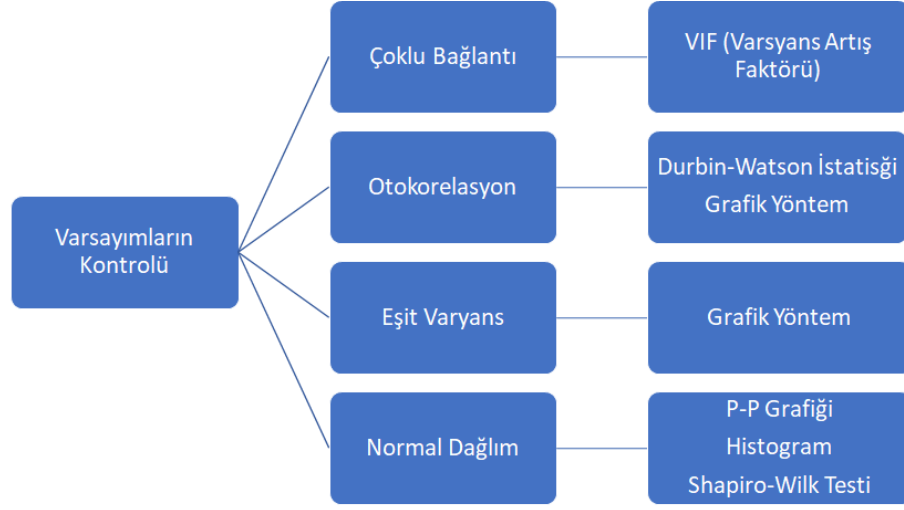 Varsayımların
Kontrolü
Çoklu Bağlantı
VIF (Varsyans Artış
Faktörü)
Otokorelasyon
Durbin-Watson İstatisği
Grafik Yöntem
Eşit Varyans
Grafik Yöntem
Normal Dağlım
P-P Grafiği
Histogram
Shapiro-Wilk Testi